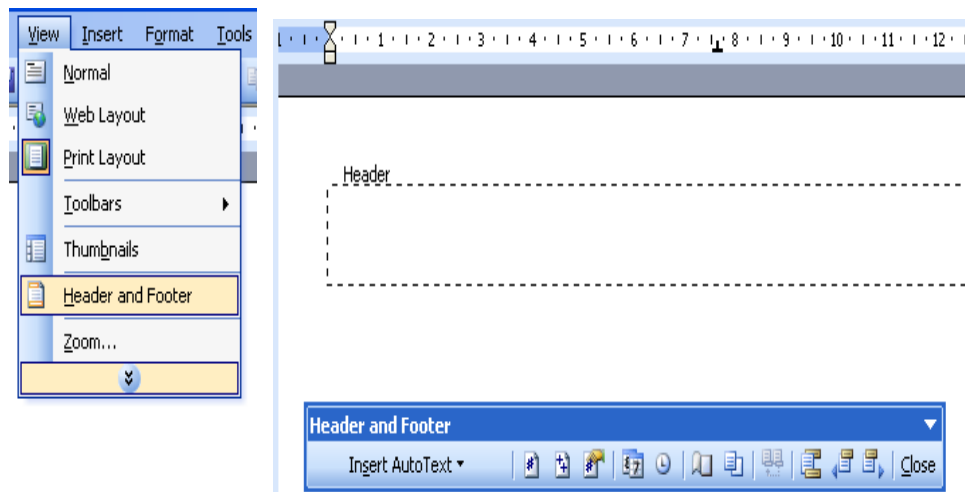 View Insert Format Tools
Normal
Web Layout
Print Layout
Toolbars
Thumbnails
Header and Footer
Zoom...
1 · 1 · 2 · 3 · 4 · 5 · 6 · 7 · 8 · 9 · 10 · 11 · 12
Header
Header and Footer
Insert AutoText
Close